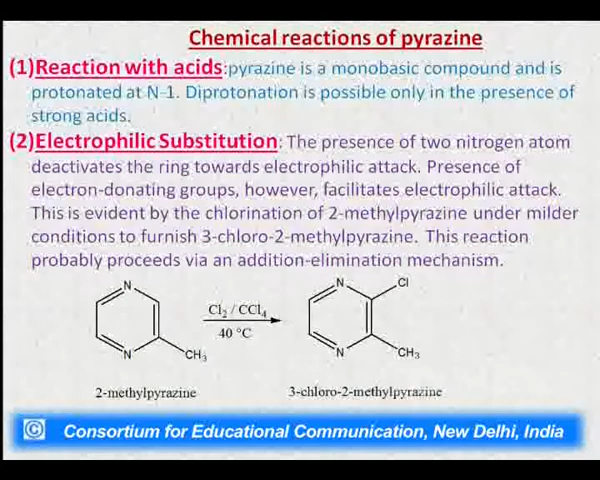 Chemical reactions of pyrazine
(1)Reaction with acids:pyrazine is a monobasic compound and is
protonated at N-1. Diprotonation is possible only in the presence of
strong acids.
(2)Electrophilic Substitution: The presence of two nitrogen atom
deactivates the ring towards electrophilic attack. Presence of
electron-donating groups, however, facilitates electrophilic attack.
This is evident by the chlorination of 2-methylpyrazine under milder
conditions to furnish 3-chloro-2-methylpyrazine. This reaction
probably proceeds via an addition-elimination mechanism.
N N Cl
Cl₂ / CCl₄
40 °C
N CH₃ N CH₃
2-methylpyrazine 3-chloro-2-methylpyrazine
© Consortium for Educational Communication, New Delhi, India